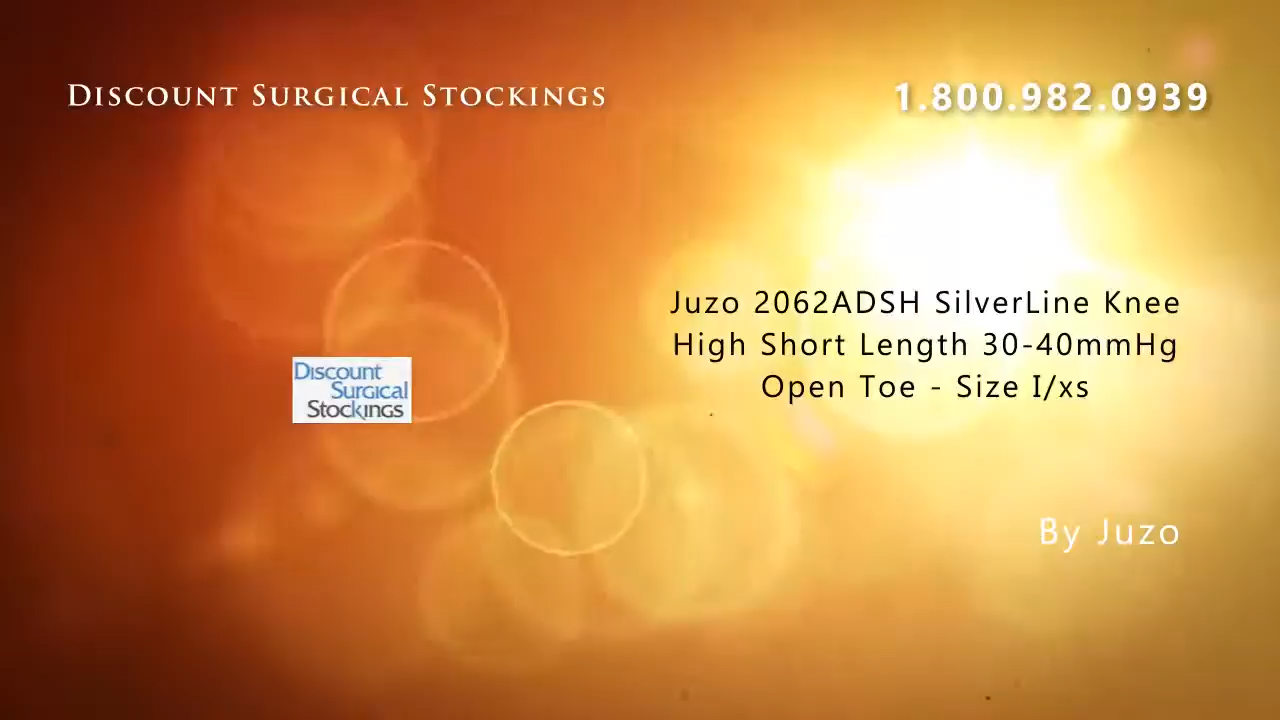 Discount Surgical Stockings
1.800.982.0939
Juzo 2062ADSH SilverLine Knee
High Short Length 30-40mmHg
Open Toe - Size I/xs
Discount
Surgical
Stockings
By Juzo